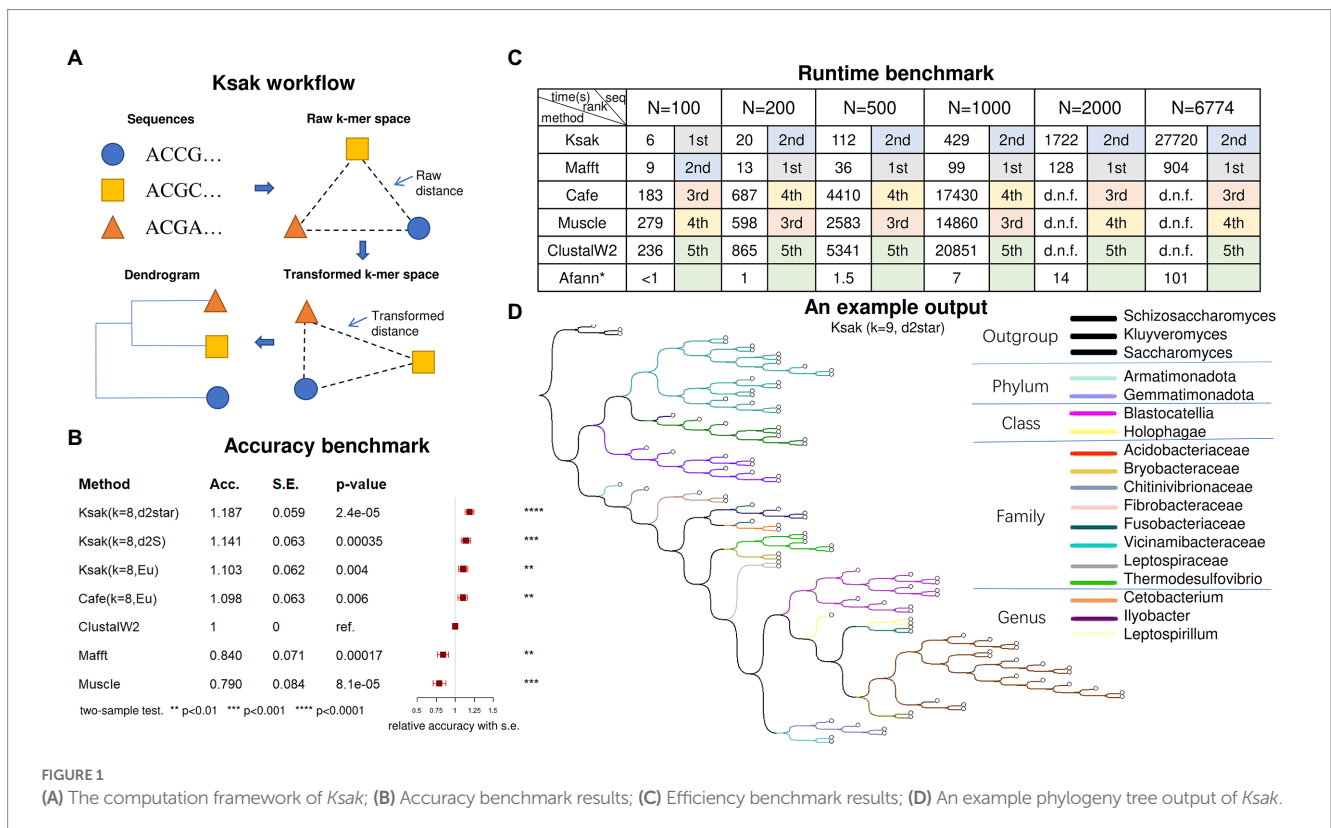 A
Ksak workflow
Sequences
Raw k-mer space
ACCG...
ACGC...
ACGA...
Raw
distance
Dendrogram
Transformed k-mer space
Transformed
distance
B
Accuracy benchmark
Method Acc. S.E. p-value
Ksak(k=8,d2star) 1.187 0.059 2.4e-05 ****
Ksak(k=8,d2S) 1.141 0.063 0.00035 ***
Ksak(k=8,Eu) 1.103 0.062 0.004 **
Cafe(k=8,Eu) 1.098 0.063 0.006 **
ClustalW2 1 0 ref.
Mafft 0.840 0.071 0.00017 **
Muscle 0.790 0.084 8.1e-05 ***
two-sample test. ** p<0.01 *** p<0.001 **** p<0.0001
0.5 0.75 1 1.25 1.5
relative accuracy with s.e.
C
Runtime benchmark
time(s) rank seq method N=100 N=200 N=500 N=1000 N=2000 N=6774
Ksak 6 1st 20 2nd 112 2nd 429 2nd 1722 2nd 27720 2nd
Mafft 9 2nd 13 1st 36 1st 99 1st 128 1st 904 1st
Cafe 183 3rd 687 4th 4410 4th 17430 4th d.n.f. 3rd d.n.f. 3rd
Muscle 279 4th 598 3rd 2583 3rd 14860 3rd d.n.f. 4th d.n.f. 4th
ClustalW2 236 5th 865 5th 5341 5th 20851 5th d.n.f. 5th d.n.f. 5th
Afann* <1 1 1.5 7 14 101
D
An example output
Ksak (k=9, d2star)
Outgroup
Schizosaccharomyces
Kluyveromyces
Saccharomyces
Phylum
Armatimonadota
Gemmatimonadota
Class
Blastocatellia
Holophagae
Family
Acidobacteriaceae
Bryobacteraceae
Chitinivibrionaceae
Fibrobacteraceae
Fusobacteriaceae
Vicinamibacteraceae
Leptospiraceae
Thermodesulfovibrio
Genus
Cetobacterium
Ilyobacter
Leptospirillum
FIGURE 1
(A) The computation framework of Ksak; (B) Accuracy benchmark results; (C) Efficiency benchmark results; (D) An example phylogeny tree output of Ksak.